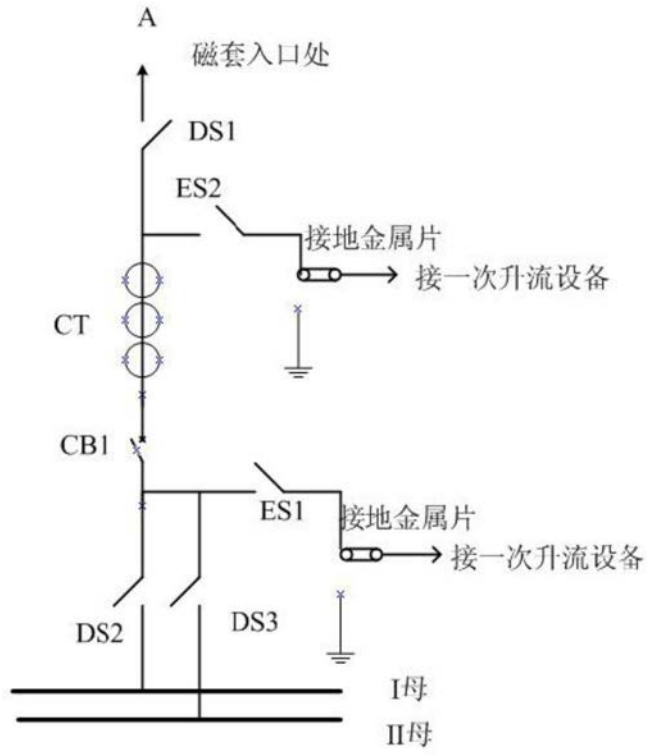 A
磁套入口处
DS1
ES2
接地金属片
接一次升流设备
CT
CB1
ES1
接地金属片
接一次升流设备
DS2
DS3
I母
II母